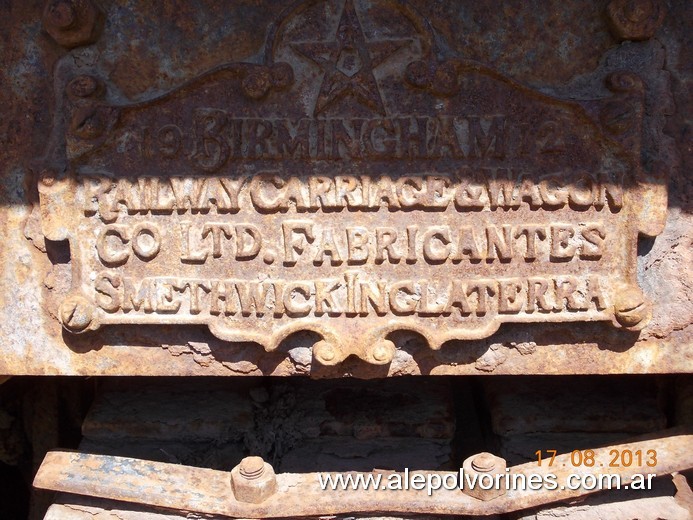 19 BIRMINGHAM 12
RAILWAY CARRIAGE & WAGON
CO LTD. FABRICANTES
SMETHWICK INGLATERRA
17.08.2013
www.alepolvorines.com.ar